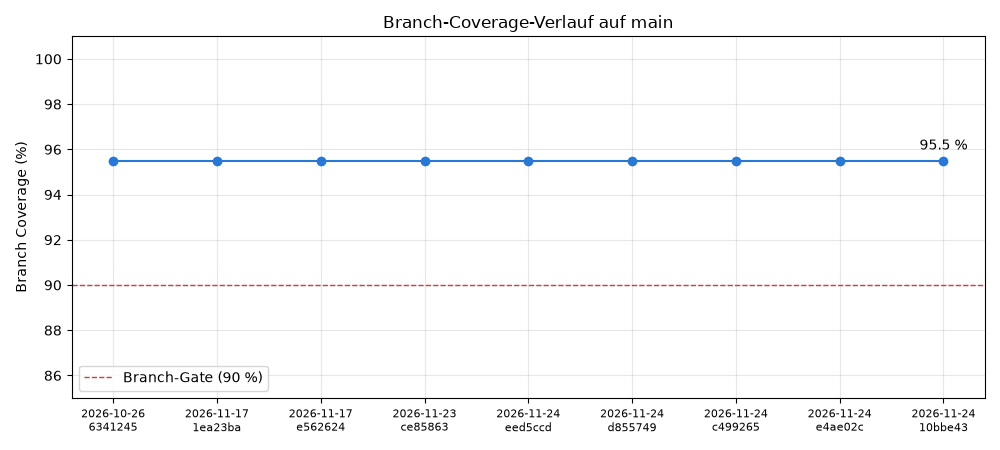 Branch-Coverage-Verlauf auf main
Branch Coverage (%)
100
98
96
94
92
90
88
86
95.5 %
Branch-Gate (90 %)
2026-10-26
6341245
2026-11-17
1ea23ba
2026-11-17
e562624
2026-11-23
ce85863
2026-11-24
eed5ccd
2026-11-24
d855749
2026-11-24
c499265
2026-11-24
e4ae02c
2026-11-24
10bbe43